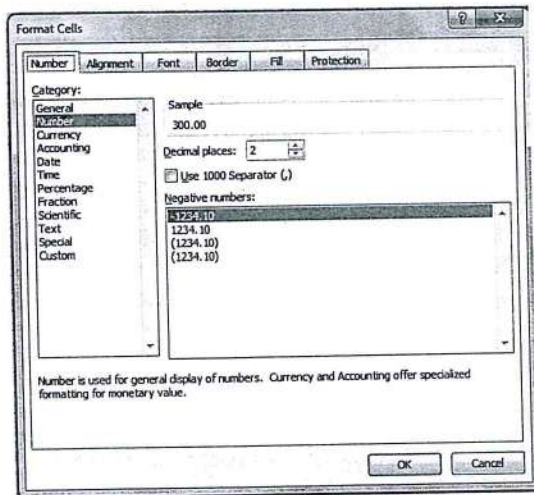 Format Cells
Number Alignment Font Border Fill Protection
Category:
General
Number
Currency
Accounting
Date
Time
Percentage
Fraction
Scientific
Text
Special
Custom
Sample
300.00
Decimal places: 2
Use 1000 Separator (,)
Negative numbers:
-1234.10
1234.10
(1234.10)
(1234.10)
Number is used for general display of numbers. Currency and Accounting offer specialized
formatting for monetary value.
OK Cancel